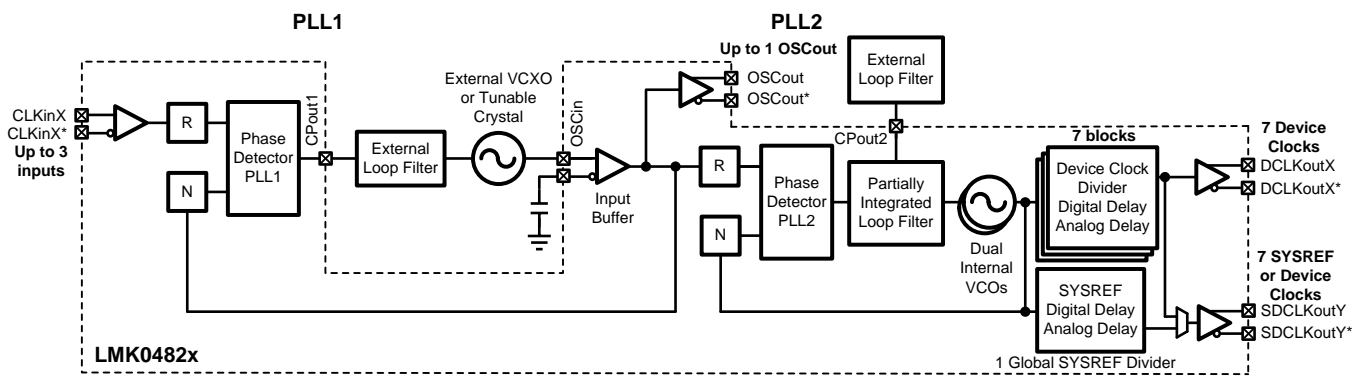 PLL1
PLL2
Up to 1 OSCout
External
Loop Filter
External VCXO
or Tunable
Crystal
OSCin
OSCout
OSCout*
CLKinX
CLKinX*
Up to 3
inputs
R
N
Phase
Detector
PLL1
CPout1
External
Loop Filter
Input
Buffer
R
N
Phase
Detector
PLL2
CPout2
Partially
Integrated
Loop Filter
Dual
Internal
VCOs
7 blocks
Device Clock
Divider
Digital Delay
Analog Delay
7 Device
Clocks
DCLKoutX
DCLKoutX*
SYSREF
Digital Delay
Analog Delay
1 Global SYSREF Divider
7 SYSREF
or Device
Clocks
SDCLKoutY
SDCLKoutY*
LMK0482x